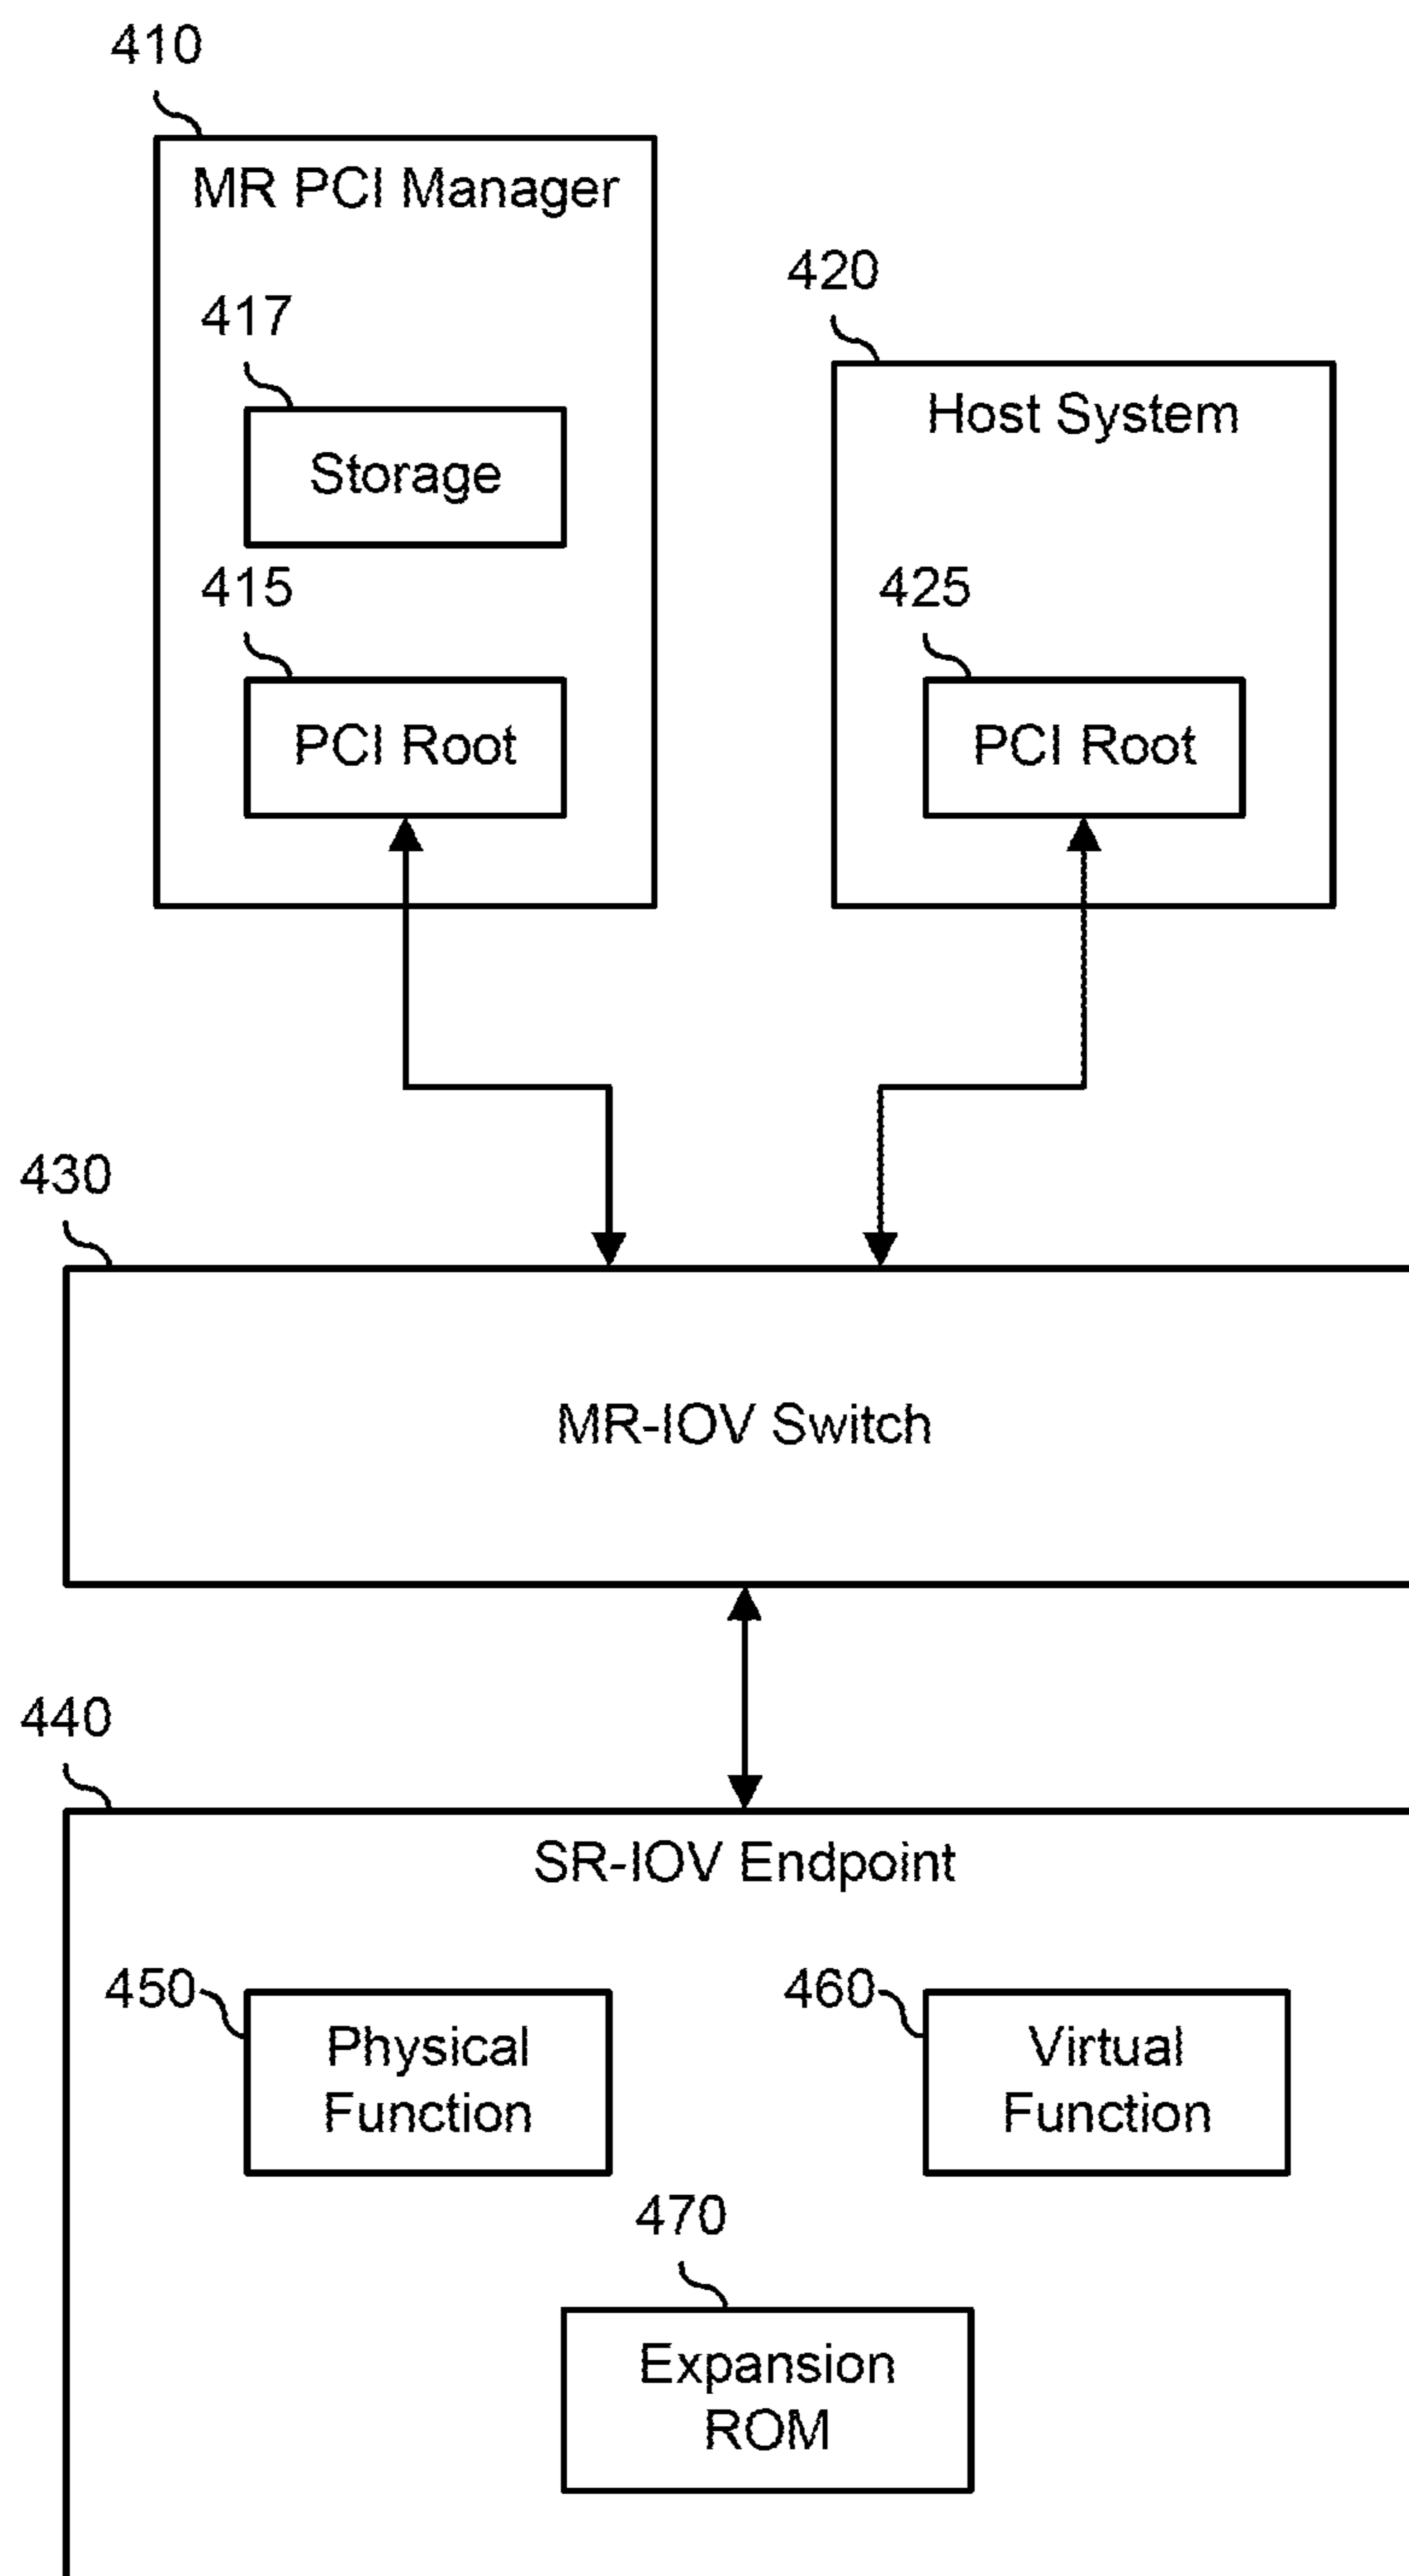 410
MR PCI Manager
417
Storage
415
PCI Root
420
Host System
425
PCI Root
430
MR-IOV Switch
440
SR-IOV Endpoint
450
Physical
Function
460
Virtual
Function
470
Expansion
ROM